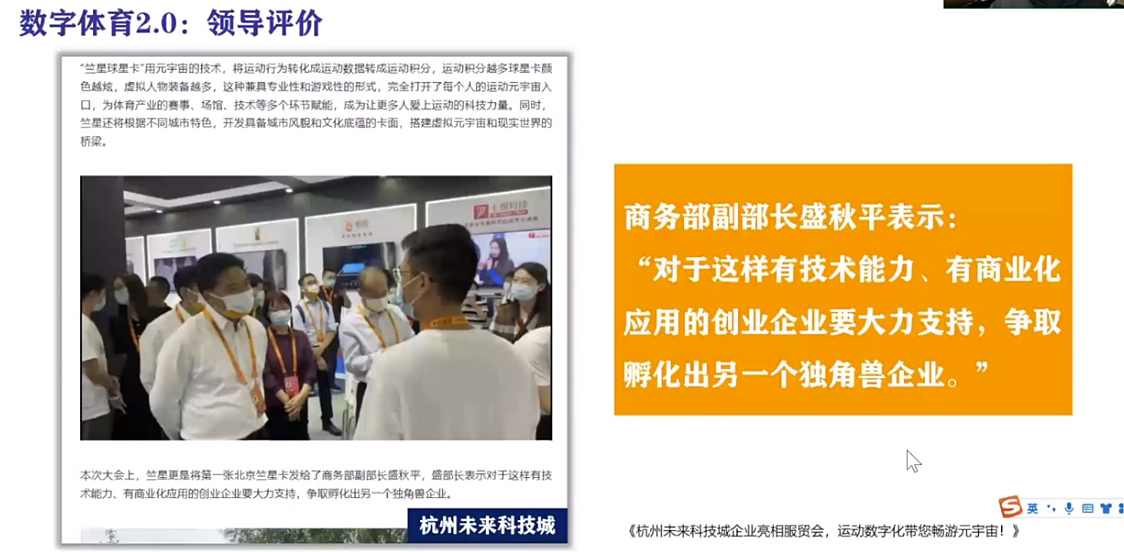 数字体育2.0：领导评价
“竺星球星卡”用元宇宙的技术，将运动行为转化成运动数据转成运动积分，运动积分越多球星卡颜
色越炫，虚拟人物装备越多，这种兼具专业性和游戏性的形式，完全打开了每个人的运动元宇宙入
口，为体育产业的赛事、场馆、技术等多个环节赋能，成为让更多人爱上运动的科技力量。同时，
竺星还将根据不同城市特色，开发具备城市风貌和文化底蕴的卡面，搭建虚拟元宇宙和现实世界的
桥梁。
本次大会上，竺星更是将第一张北京竺星卡发给了商务部副部长盛秋平，盛部长表示对于这样有技
术能力、有商业化应用的创业企业要大力支持，争取孵化出另一个独角兽企业。
杭州未来科技城
商务部副部长盛秋平表示：
“对于这样有技术能力、有商业化
应用的创业企业要大力支持，争取
孵化出另一个独角兽企业。”
英
《杭州未来科技城企业亮相服贸会，运动数字化带您畅游元宇宙！》